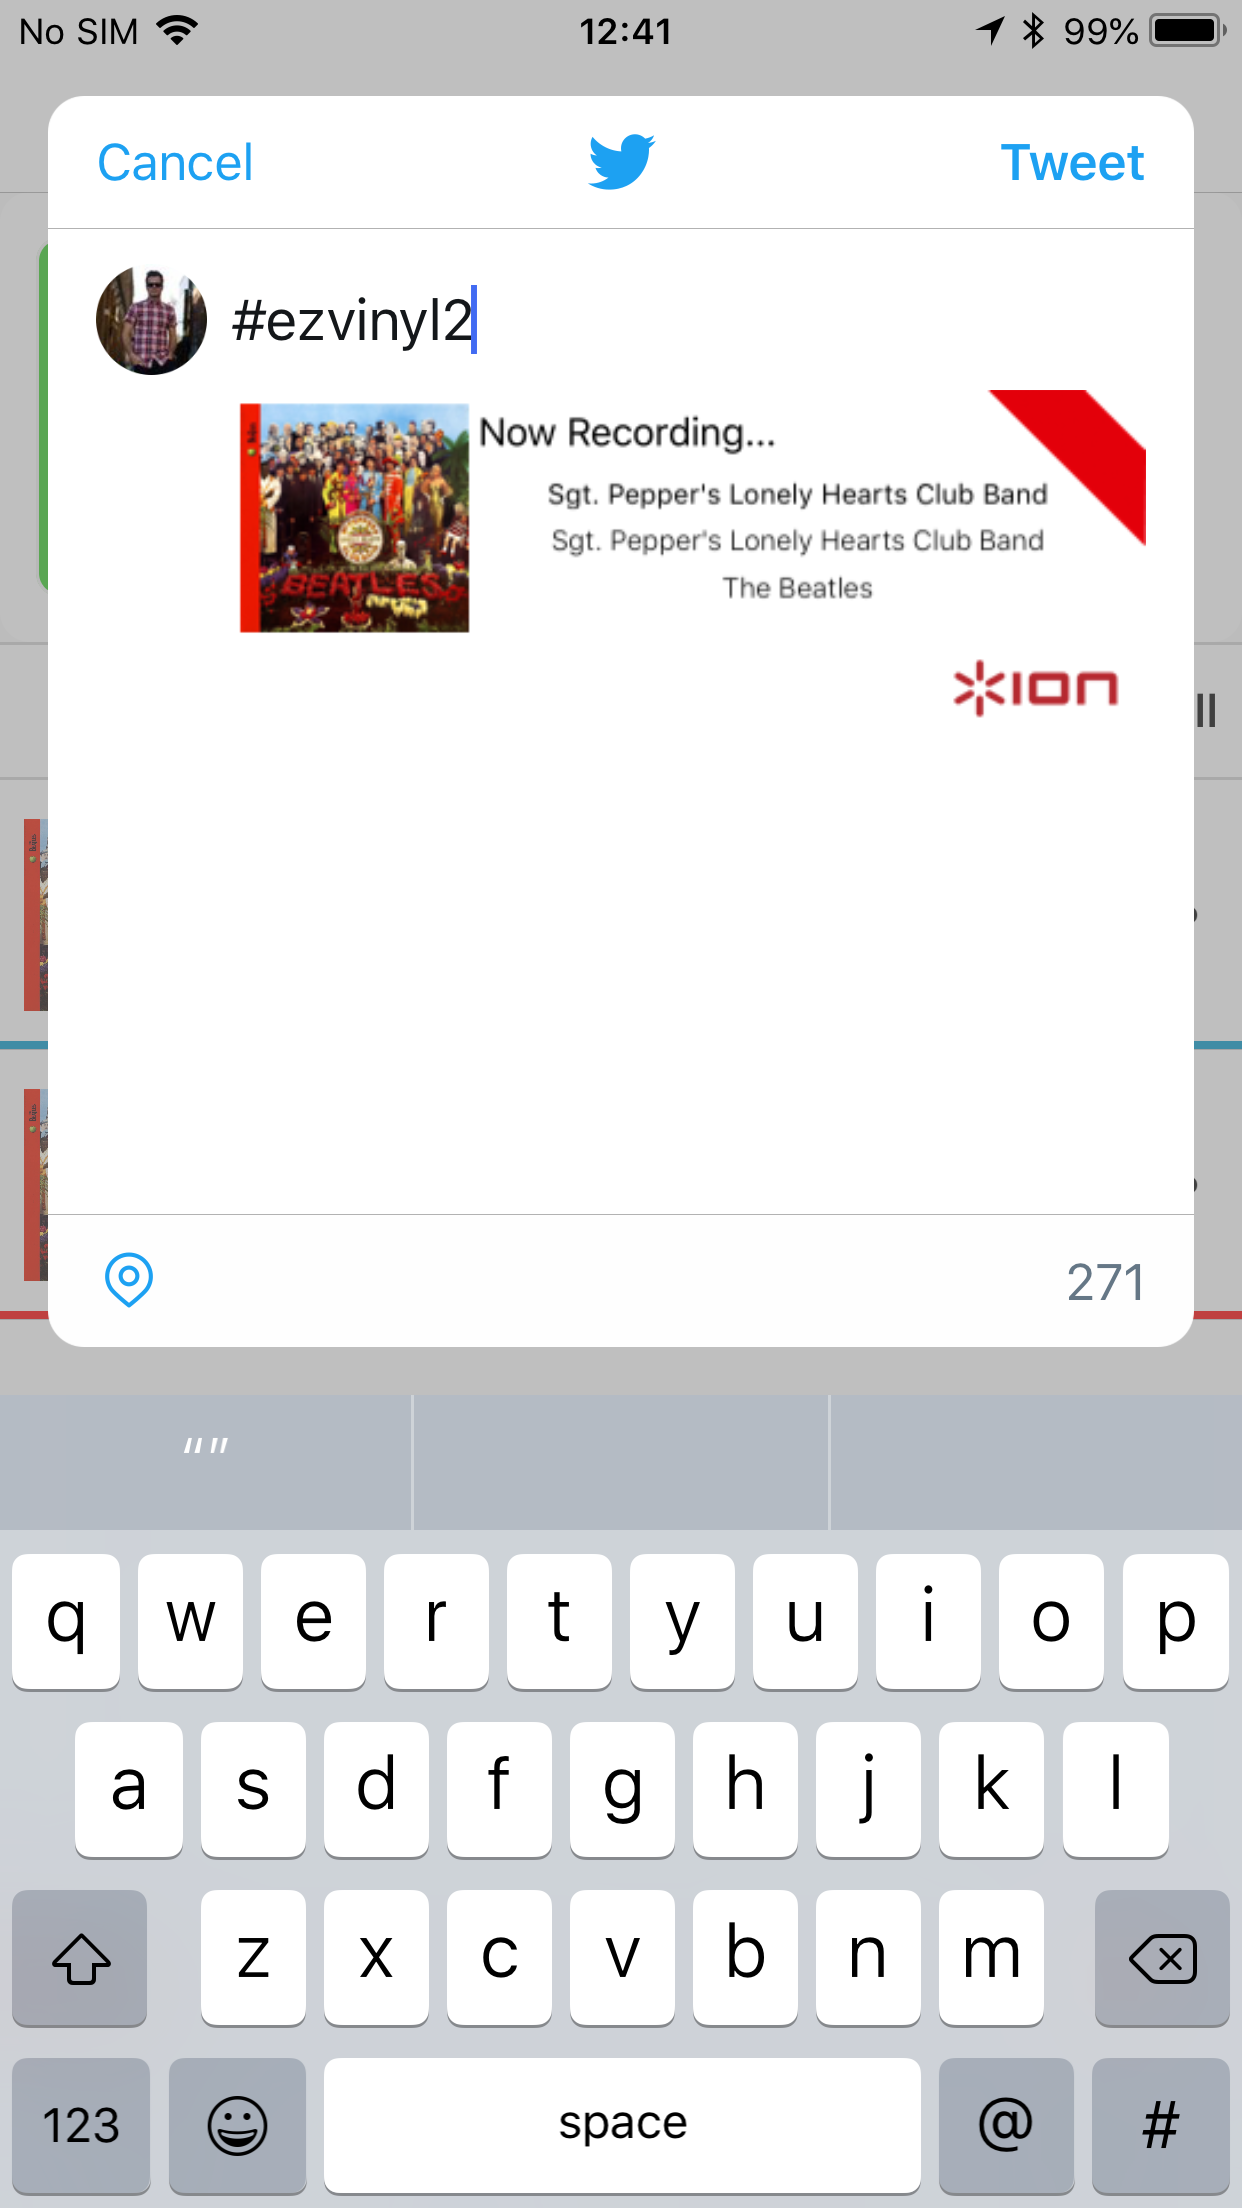 No SIM 12:41 99%
Cancel Tweet
#ezvinyl2
Now Recording...
Sgt. Pepper's Lonely Hearts Club Band
Sgt. Pepper's Lonely Hearts Club Band
The Beatles
BEATLES
ion
271
“”
q w e r t y u i o p
a s d f g h j k l
z x c v b n m
123 space @ #